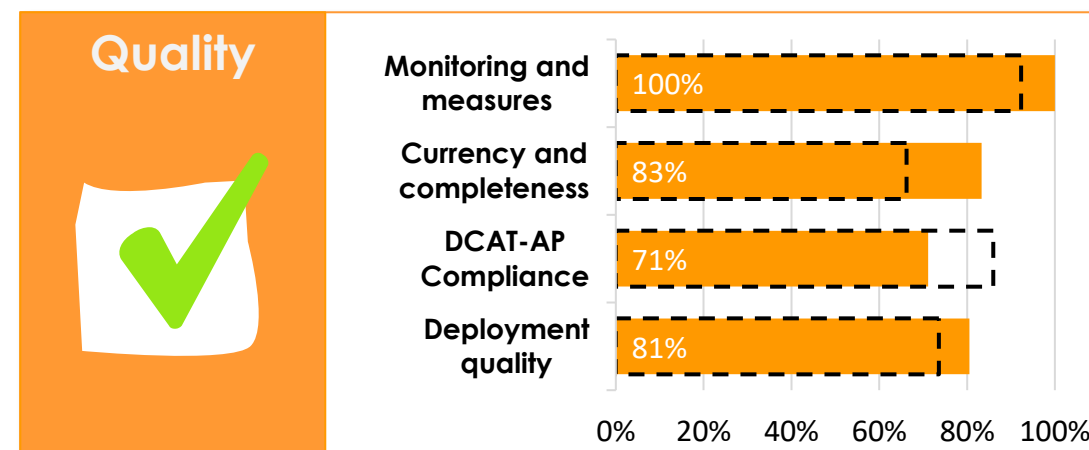 Quality
Monitoring and
measures
100%
Currency and
completeness
83%
DCAT-AP
Compliance
71%
Deployment
quality
81%
0% 20% 40% 60% 80% 100%